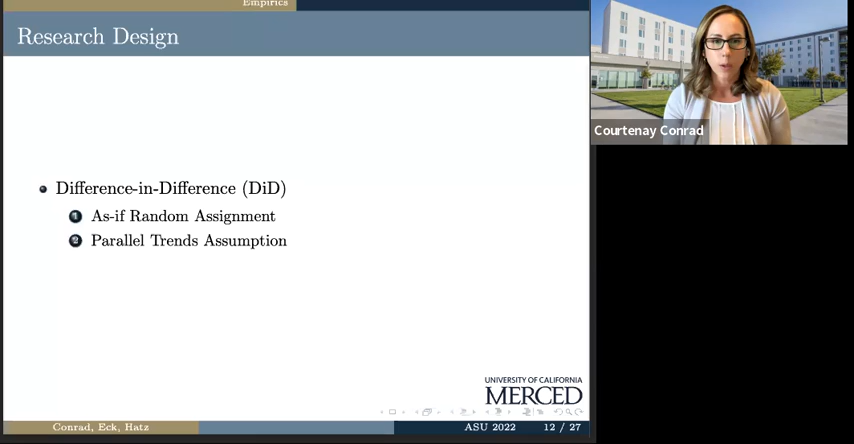 Empirics
Research Design
Difference-in-Difference (DiD)
1 As-if Random Assignment
2 Parallel Trends Assumption
UNIVERSITY OF CALIFORNIA
MERCED
Conrad, Eck, Hatz
ASU 2022 12 / 27
Courtenay Conrad